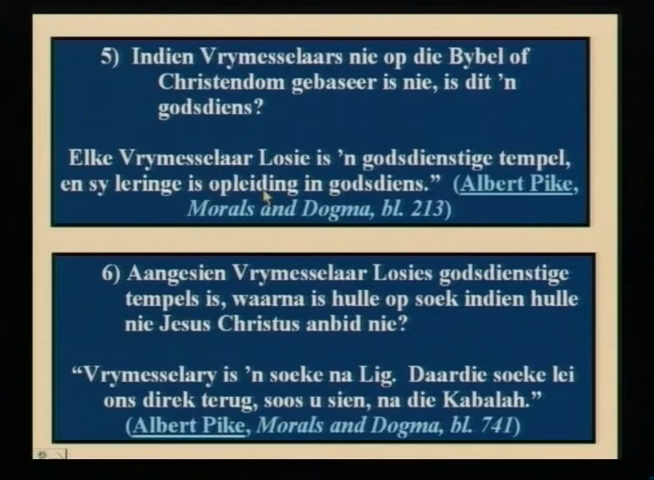 5) Indien Vrymesselaars nie op die Bybel of
Christendom gebaseer is nie, is dit ’n
godsdiens?
Elke Vrymesselaar Losie is ’n godsdienstige tempel,
en sy leringe is opleiding in godsdiens.” (Albert Pike,
Morals and Dogma, bl. 213)
6) Aangesien Vrymesselaar Losies godsdienstige
tempels is, waarna is hulle op soek indien hulle
nie Jesus Christus anbid nie?
“Vrymesselary is ’n soeke na Lig. Daardie soeke lei
ons direk terug, soos u sien, na die Kabalah.”
(Albert Pike, Morals and Dogma, bl. 741)